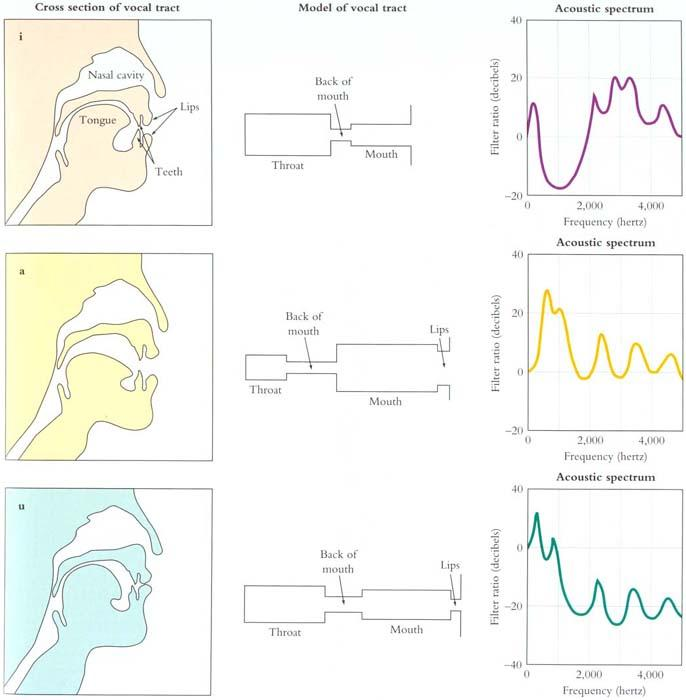 Cross section of vocal tract
Model of vocal tract
Acoustic spectrum
i
Nasal cavity
Tongue
Lips
Teeth
Back of
mouth
Throat
Mouth
Filter ratio (decibels)
40
20
0
−20
0
2,000
4,000
Frequency (hertz)
Acoustic spectrum
a
Back of
mouth
Lips
Throat
Mouth
Filter ratio (decibels)
40
20
0
−20
0
2,000
4,000
Frequency (hertz)
Acoustic spectrum
u
Back of
mouth
Lips
Throat
Mouth
Filter ratio (decibels)
40
0
−20
−40
0
2,000
4,000
Frequency (hertz)